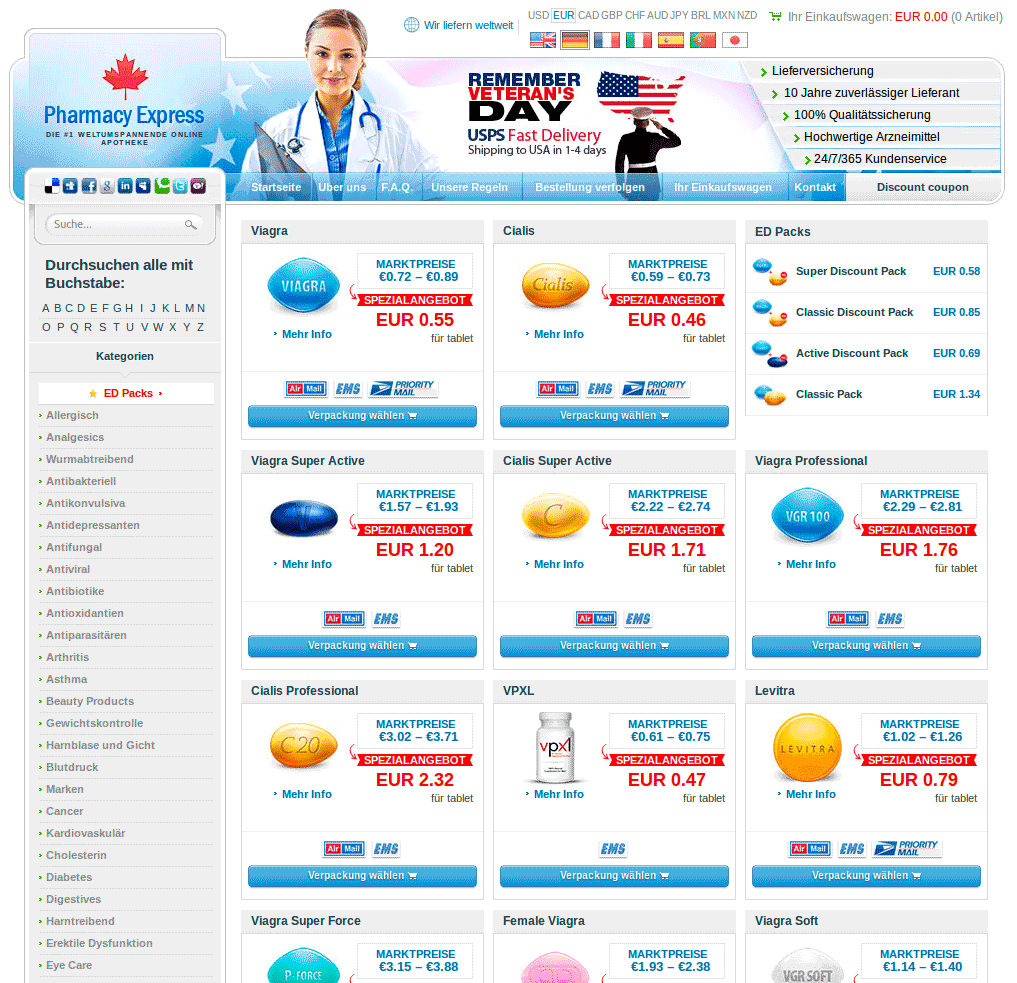 Wir liefern weltweit
USD EUR CAD GBP CHF AUD JPY BRL MXN NZD
Ihr Einkaufswagen: EUR 0.00 (0 Artikel)
Pharmacy Express
DIE #1 WELTUMSPANNENDE ONLINE
APOTHEKE
REMEMBER
VETERAN'S
DAY
USPS Fast Delivery
Shipping to USA in 1-4 days
Lieferversicherung
10 Jahre zuverlässiger Lieferant
100% Qualitätssicherung
Hochwertige Arzneimittel
24/7/365 Kundenservice
Startseite Über uns F.A.Q. Unsere Regeln Bestellung verfolgen Ihr Einkaufswagen Kontakt Discount coupon
Suche...
Durchsuchen alle mit
Buchstabe:
A B C D E F G H I J K L M N
O P Q R S T U V W X Y Z
Kategorien
ED Packs
Allergisch
Analgesics
Wurmabtreibend
Antibakteriell
Antikonvulsiva
Antidepressanten
Antifungal
Antiviral
Antibiotike
Antioxidantien
Antiparasitären
Arthritis
Asthma
Beauty Products
Gewichtskontrolle
Harnblase und Gicht
Blutdruck
Marken
Cancer
Kardiovaskulär
Cholesterin
Diabetes
Digestives
Harntreibend
Erektile Dysfunktion
Eye Care
Viagra
VIAGRA
MARKTPREISE
€0.72 – €0.89
SPEZIALANGEBOT
EUR 0.55
für tablet
Mehr Info
Air Mail EMS PRIORITY MAIL
Verpackung wählen
Cialis
Cialis
MARKTPREISE
€0.59 – €0.73
SPEZIALANGEBOT
EUR 0.46
für tablet
Mehr Info
Air Mail EMS PRIORITY MAIL
Verpackung wählen
ED Packs
Super Discount Pack EUR 0.58
Classic Discount Pack EUR 0.85
Active Discount Pack EUR 0.69
Classic Pack EUR 1.34
Viagra Super Active
V
MARKTPREISE
€1.57 – €1.93
SPEZIALANGEBOT
EUR 1.20
für tablet
Mehr Info
Air Mail EMS
Verpackung wählen
Cialis Super Active
C
MARKTPREISE
€2.22 – €2.74
SPEZIALANGEBOT
EUR 1.71
für tablet
Mehr Info
Air Mail EMS
Verpackung wählen
Viagra Professional
VGR 100
MARKTPREISE
€2.29 – €2.81
SPEZIALANGEBOT
EUR 1.76
für tablet
Mehr Info
Air Mail EMS
Verpackung wählen
Cialis Professional
C 20
MARKTPREISE
€3.02 – €3.71
SPEZIALANGEBOT
EUR 2.32
für tablet
Mehr Info
Air Mail EMS
Verpackung wählen
VPXL
vpxl
MARKTPREISE
€0.61 – €0.75
SPEZIALANGEBOT
EUR 0.47
für tablet
Mehr Info
EMS
Verpackung wählen
Levitra
LEVITRA
MARKTPREISE
€1.02 – €1.26
SPEZIALANGEBOT
EUR 0.79
für tablet
Mehr Info
Air Mail EMS PRIORITY MAIL
Verpackung wählen
Viagra Super Force
P-FORCE
MARKTPREISE
€3.15 – €3.88
Female Viagra
MARKTPREISE
€1.93 – €2.38
Viagra Soft
VGR SOFT
MARKTPREISE
€1.14 – €1.40